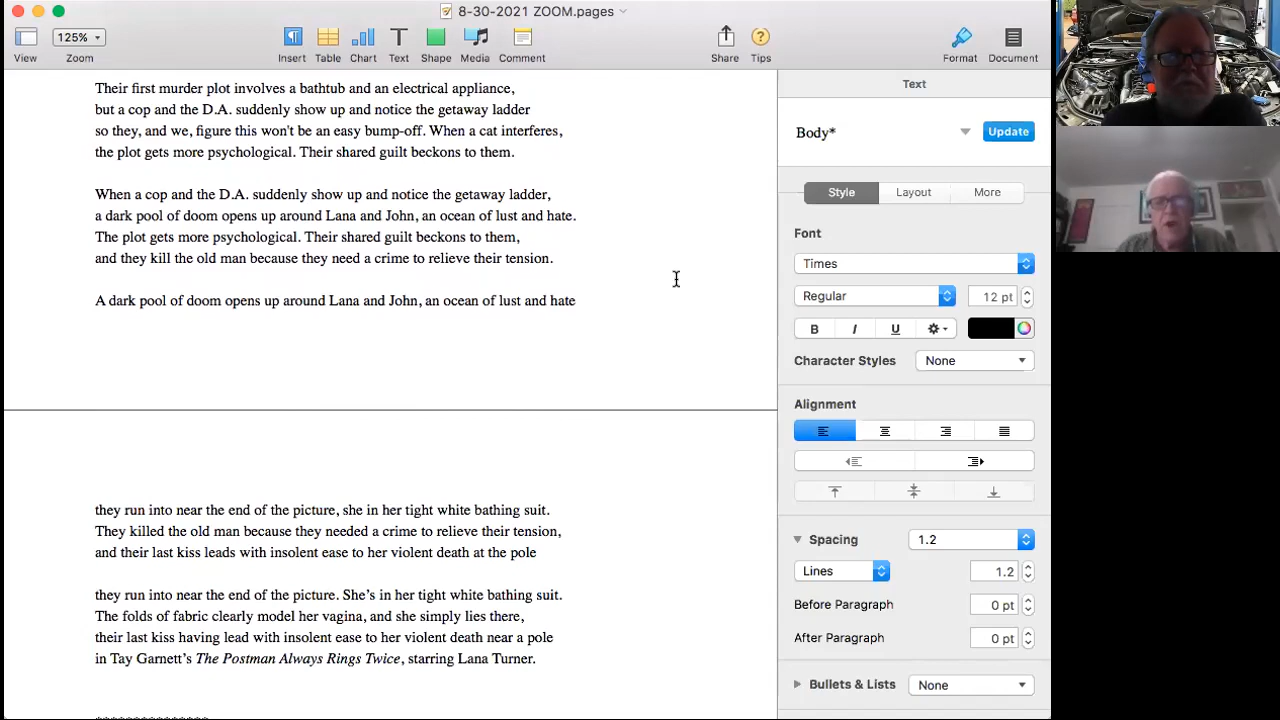 8-30-2021 ZOOM.pages
125%
View
Zoom
Insert
Table
Chart
Text
Shape
Media
Comment
Share
Tips
Format
Document
Their first murder plot involves a bathtub and an electrical appliance,
but a cop and the D.A. suddenly show up and notice the getaway ladder
so they, and we, figure this won't be an easy bump-off. When a cat interferes,
the plot gets more psychological. Their shared guilt beckons to them.
When a cop and the D.A. suddenly show up and notice the getaway ladder,
a dark pool of doom opens up around Lana and John, an ocean of lust and hate.
The plot gets more psychological. Their shared guilt beckons to them,
and they kill the old man because they need a crime to relieve their tension.
A dark pool of doom opens up around Lana and John, an ocean of lust and hate
they run into near the end of the picture, she in her tight white bathing suit.
They killed the old man because they needed a crime to relieve their tension,
and their last kiss leads with insolent ease to her violent death at the pole
they run into near the end of the picture. She's in her tight white bathing suit.
The folds of fabric clearly model her vagina, and she simply lies there,
their last kiss having lead with insolent ease to her violent death near a pole
in Tay Garnett's The Postman Always Rings Twice, starring Lana Turner.
Text
Body*
Update
Style
Layout
More
Font
Times
Regular
12 pt
B
I
U
Character Styles
None
Alignment
Spacing
1.2
Lines
1.2
Before Paragraph
0 pt
After Paragraph
0 pt
Bullets & Lists
None